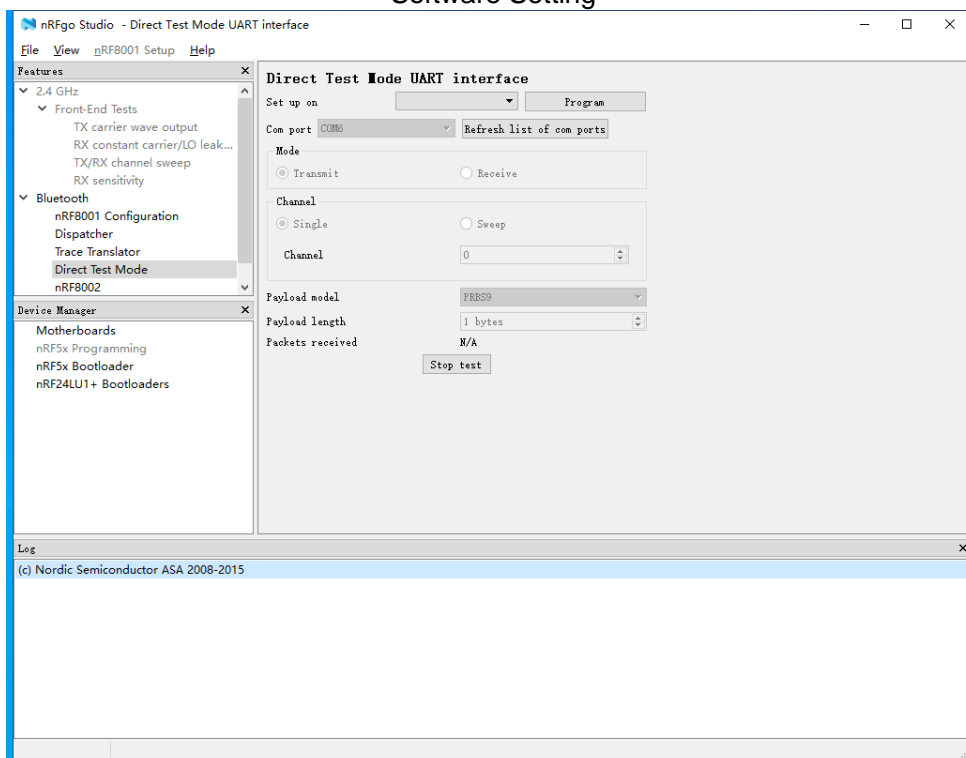 Software Setting
nRFgo Studio - Direct Test Mode UART interface
File View nRF8001 Setup Help
Features
2.4 GHz
Front-End Tests
TX carrier wave output
RX constant carrier/LO leak...
TX/RX channel sweep
RX sensitivity
Bluetooth
nRF8001 Configuration
Dispatcher
Trace Translator
Direct Test Mode
nRF8002
Device Manager
Motherboards
nRF5x Programming
nRF5x Bootloader
nRF24LU1+ Bootloaders
Direct Test Mode UART interface
Set up on Program
Com port COM6 Refresh list of com ports
Mode
Transmit Receive
Channel
Single Sweep
Channel 0
Payload model PRBS9
Payload length 1 bytes
Packets received N/A
Stop test
Log
(c) Nordic Semiconductor ASA 2008-2015